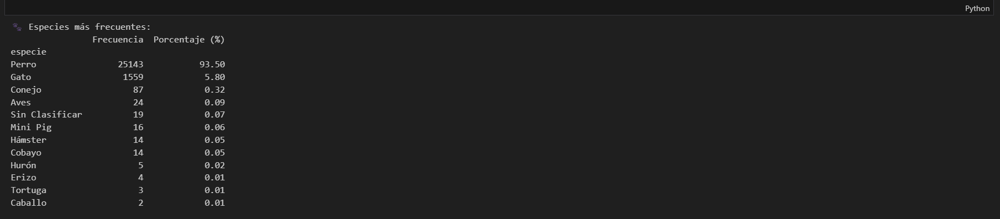 Python
🐾 Especies más frecuentes:
Frecuencia Porcentaje (%)
especie
Perro 25143 93.50
Gato 1559 5.80
Conejo 87 0.32
Aves 24 0.09
Sin Clasificar 19 0.07
Mini Pig 16 0.06
Hámster 14 0.05
Cobayo 14 0.05
Hurón 5 0.02
Erizo 4 0.01
Tortuga 3 0.01
Caballo 2 0.01